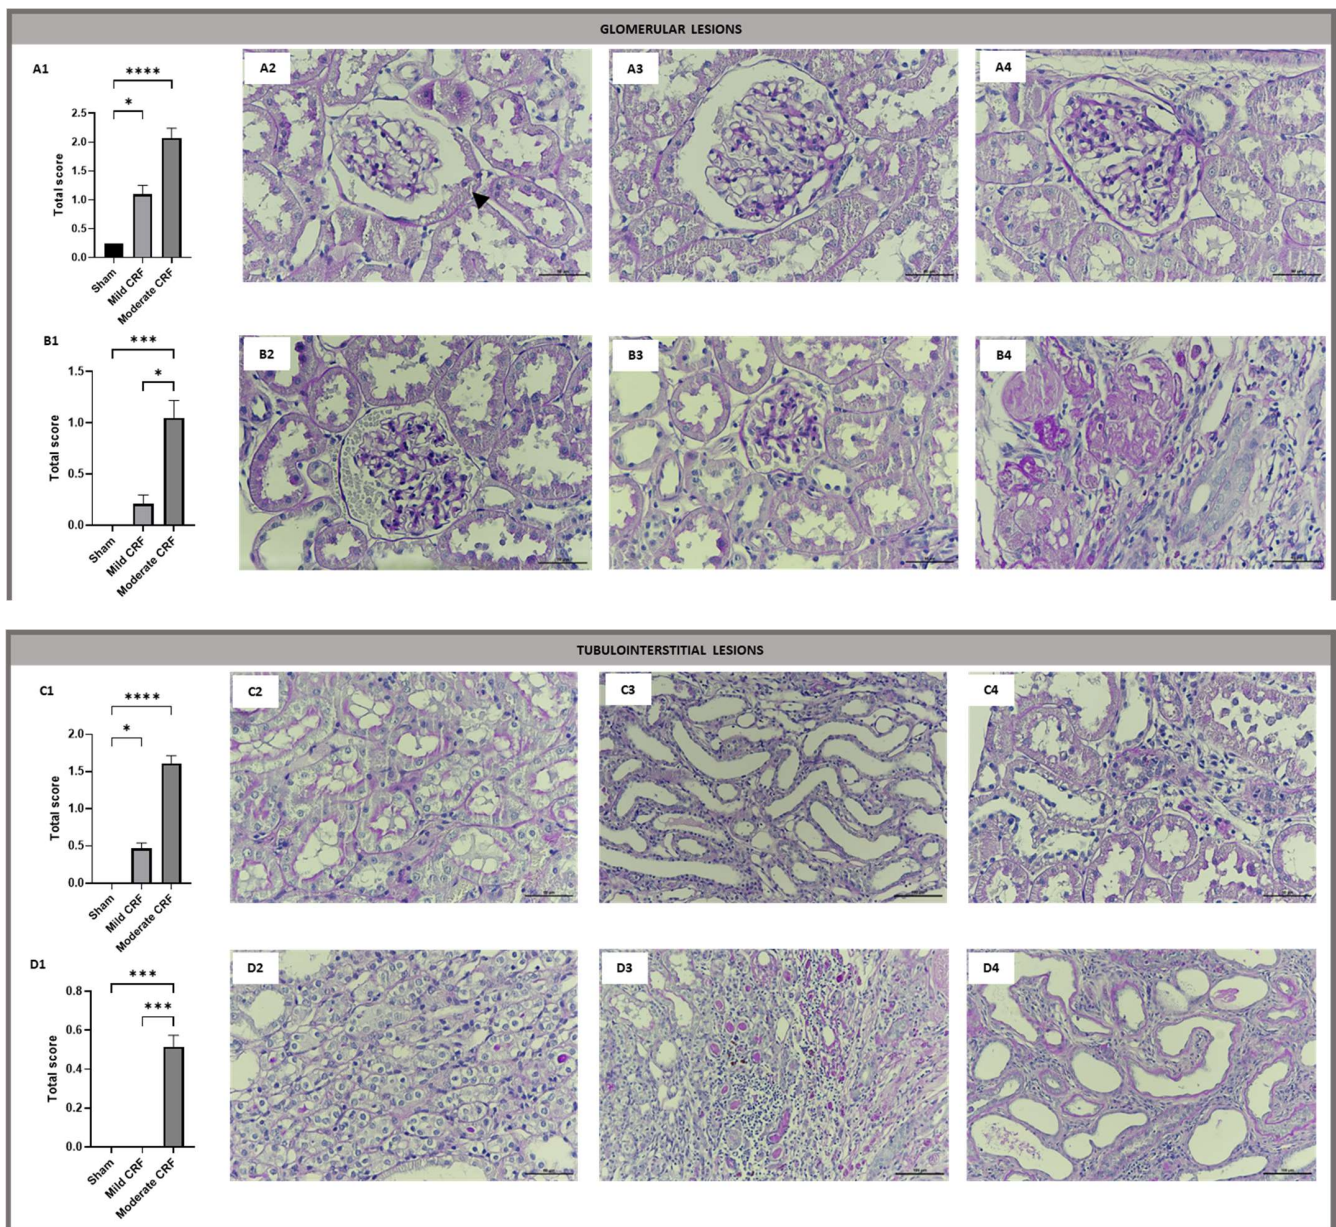 GLOMERULAR LESIONS
A1
****
*
2.5
2.0
1.5
1.0
0.5
0.0
Total score
Sham
Mild CRF
Moderate CRF
A2
A3
A4
B1
***
*
1.5
1.0
0.5
0.0
Total score
Sham
Mild CRF
Moderate CRF
B2
B3
B4
TUBULOINTERSTITIAL LESIONS
C1
****
*
2.0
1.5
1.0
0.5
0.0
Total score
Sham
Mild CRF
Moderate CRF
C2
C3
C4
D1
***
***
0.8
0.6
0.4
0.2
0.0
Total score
Sham
Mild CRF
Moderate CRF
D2
D3
D4